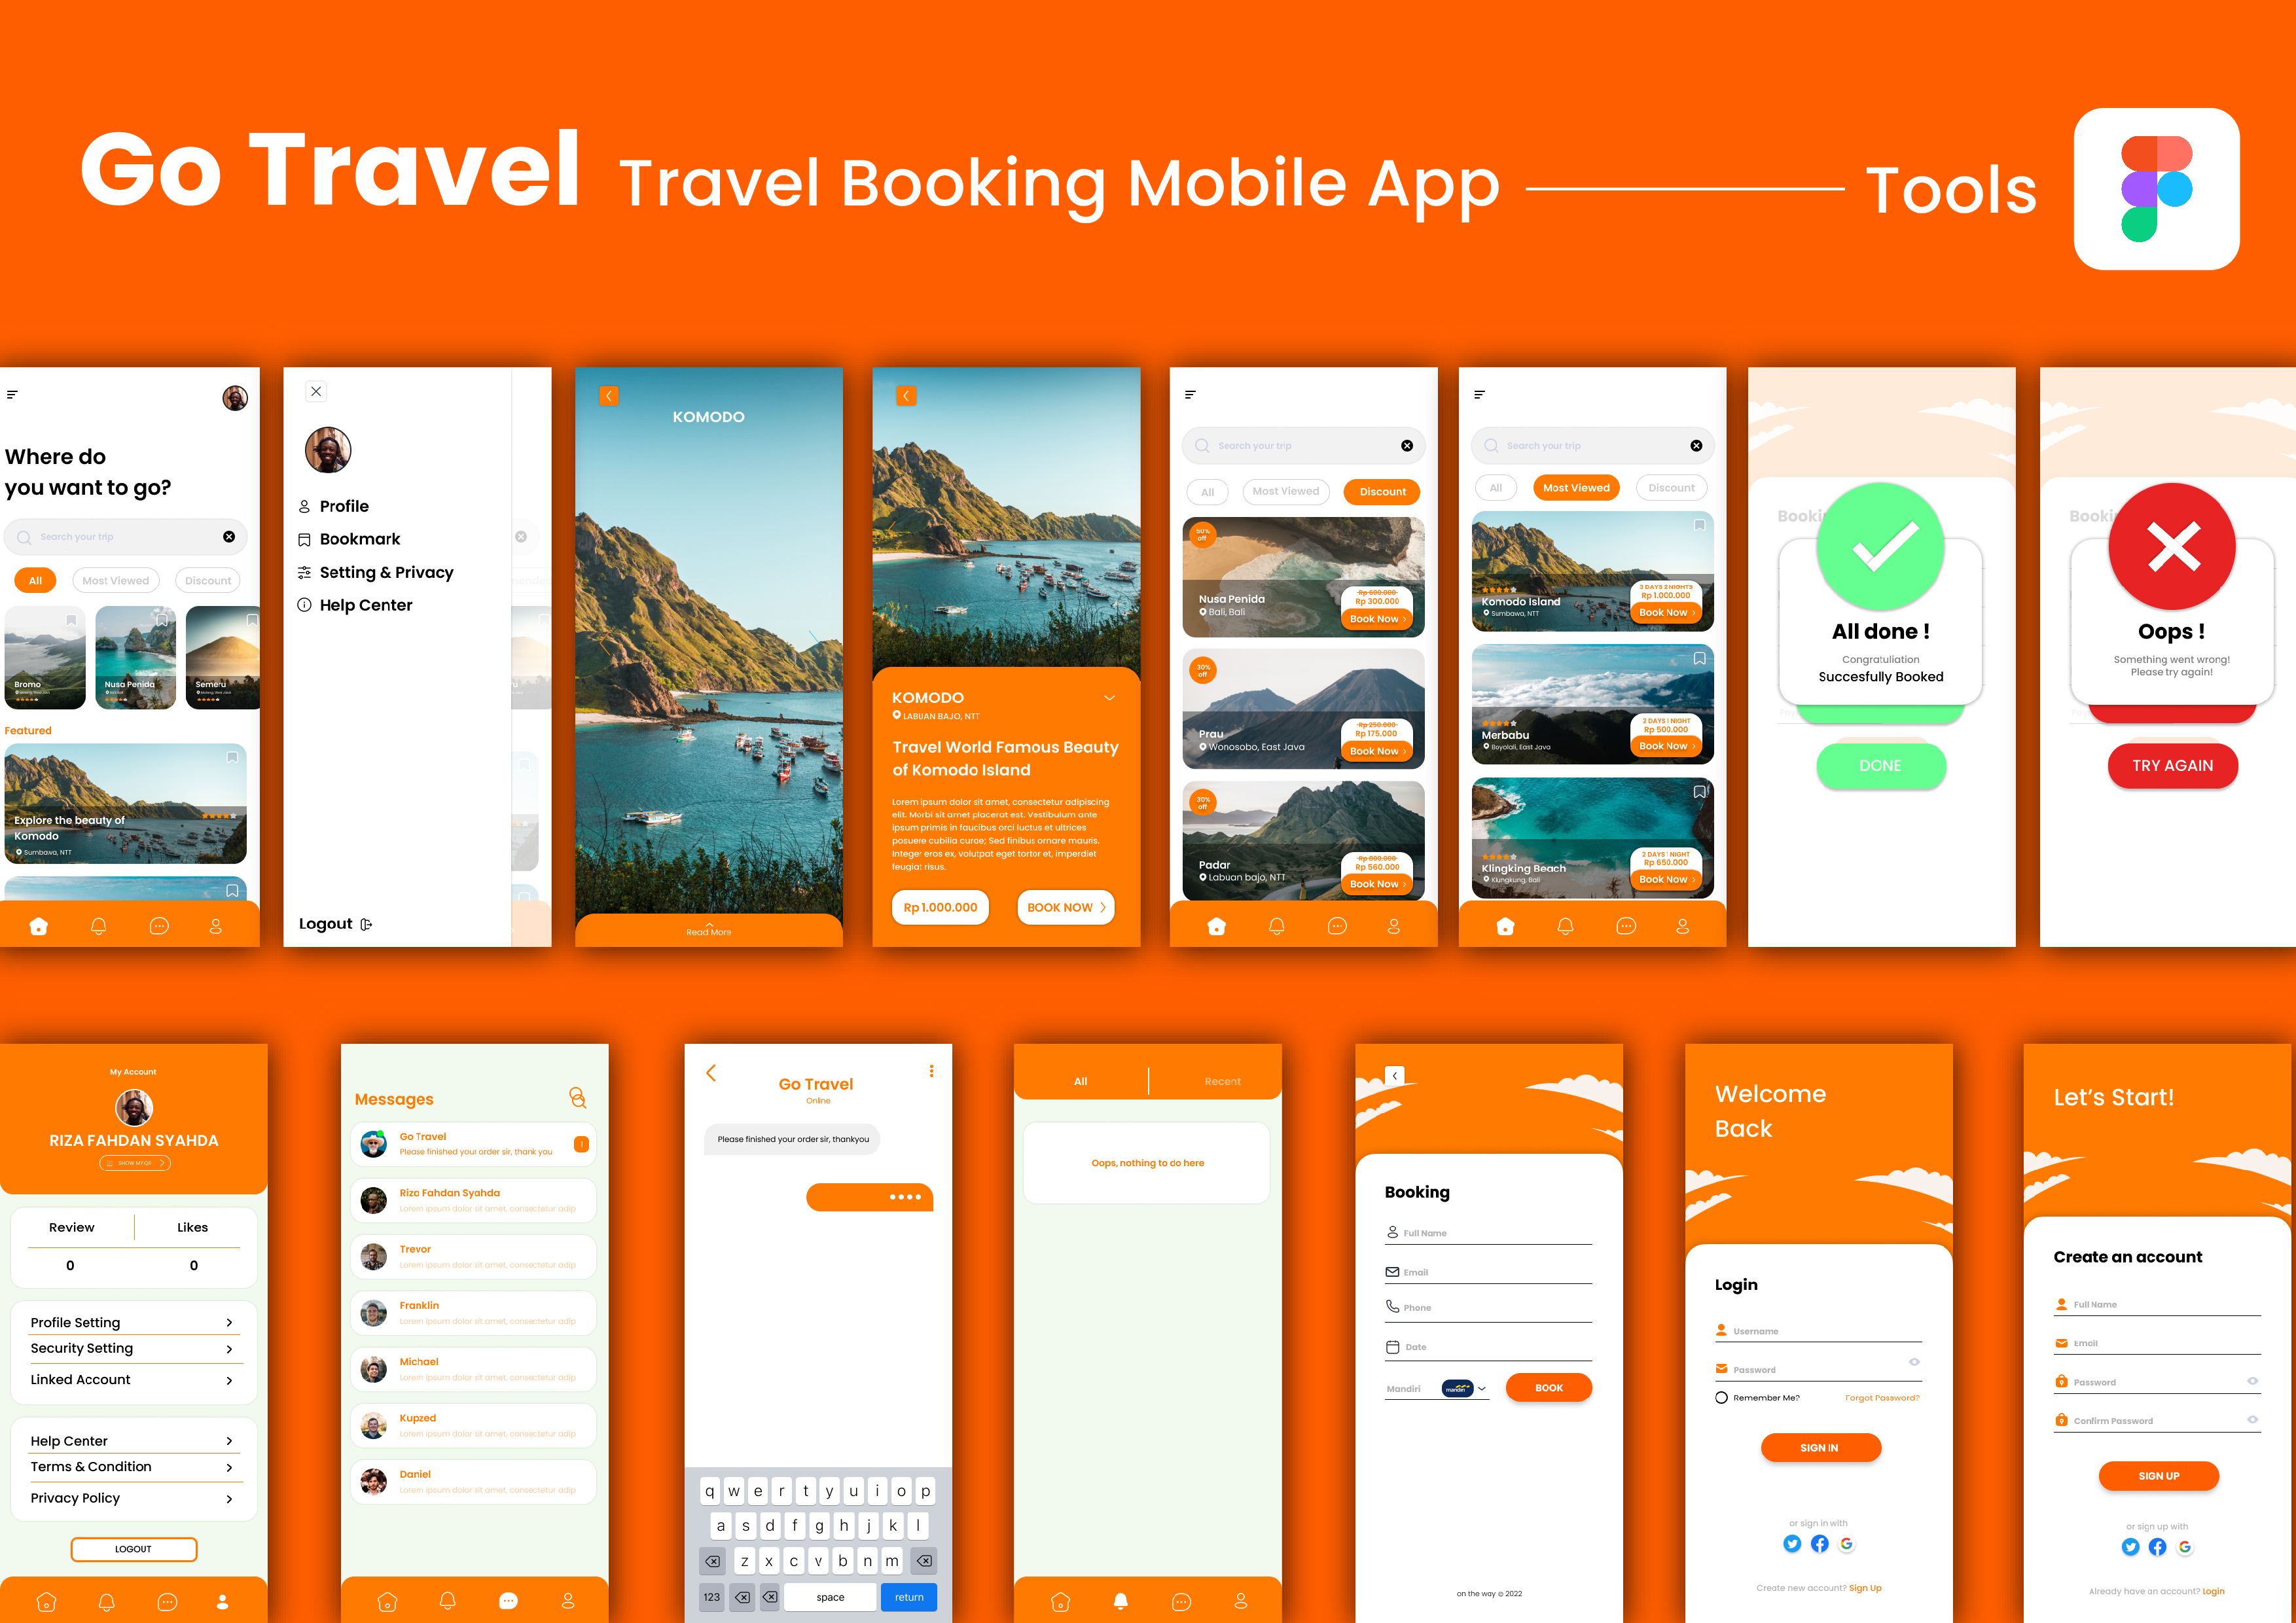 Go Travel Travel Booking Mobile App Tools
Where do
you want to go?
Search your trip
All Most Viewed Discount
Bromo
Nusa Penida
Semeru
Featured
Explore the beauty of
Komodo
Sumbawa, NTT
Profile
Bookmark
Setting & Privacy
Help Center
Logout
KOMODO
Read More
KOMODO
LABUAN BAJO, NTT
Travel World Famous Beauty
of Komodo Island
Lorem ipsum dolor sit amet, consectetur adipiscing
elit. Morbi sit amet placerat est. Vestibulum ante
ipsum primis in faucibus orci luctus et ultrices
posuere cubilia curae; Sed finibus ornare mauris.
Integer eros ex, volutpat eget tortor et, imperdiet
feugiat risus.
Rp 1.000.000 BOOK NOW
Search your trip
All Most Viewed Discount
50%
off
Nusa Penida
Bali, Bali
Rp 600.000
Rp 300.000
Book Now
30%
off
Prau
Wonosobo, East Java
Rp 250.000
Rp 175.000
Book Now
30%
off
Padar
Labuan bajo, NTT
Rp 800.000
Rp 560.000
Book Now
Search your trip
All Most Viewed Discount
Komodo Island
Sumbawa, NTT
3 DAYS 2 NIGHTS
Rp 1.000.000
Book Now
Merbabu
Boyolali, East Java
2 DAYS 1 NIGHT
Rp 500.000
Book Now
Klingking Beach
Klungkung, Bali
2 DAYS 1 NIGHT
Rp 650.000
Book Now
Bookin
All done !
Congratuliation
Succesfully Booked
Pay
DONE
Bookin
Oops !
Something went wrong!
Please try again!
TRY AGAIN
My Account
RIZA FAHDAN SYAHDA
SHOW MY QR
Review Likes
0 0
Profile Setting
Security Setting
Linked Account
Help Center
Terms & Condition
Privacy Policy
LOGOUT
Messages
Go Travel
Please finished your order sir, thank you
1
Riza Fahdan Syahda
Lorem ipsum dolor sit amet, consectetur adip
Trevor
Lorem ipsum dolor sit amet, consectetur adip
Franklin
Lorem ipsum dolor sit amet, consectetur adip
Michael
Lorem ipsum dolor sit amet, consectetur adip
Kupzed
Lorem ipsum dolor sit amet, consectetur adip
Daniel
Lorem ipsum dolor sit amet, consectetur adip
Go Travel
Online
Please finished your order sir, thankyou
q w e r t y u i o p
a s d f g h j k l
z x c v b n m
123 space return
All Recent
Oops, nothing to do here
Booking
Full Name
Email
Phone
Date
Mandiri mandiri BOOK
on the way © 2022
Welcome
Back
Login
Username
Password
Remember Me? Forgot Password?
SIGN IN
or sign in with
Create new account? Sign Up
Let's Start!
Create an account
Full Name
Email
Password
Confirm Password
SIGN UP
or sign up with
Already have an account? Login